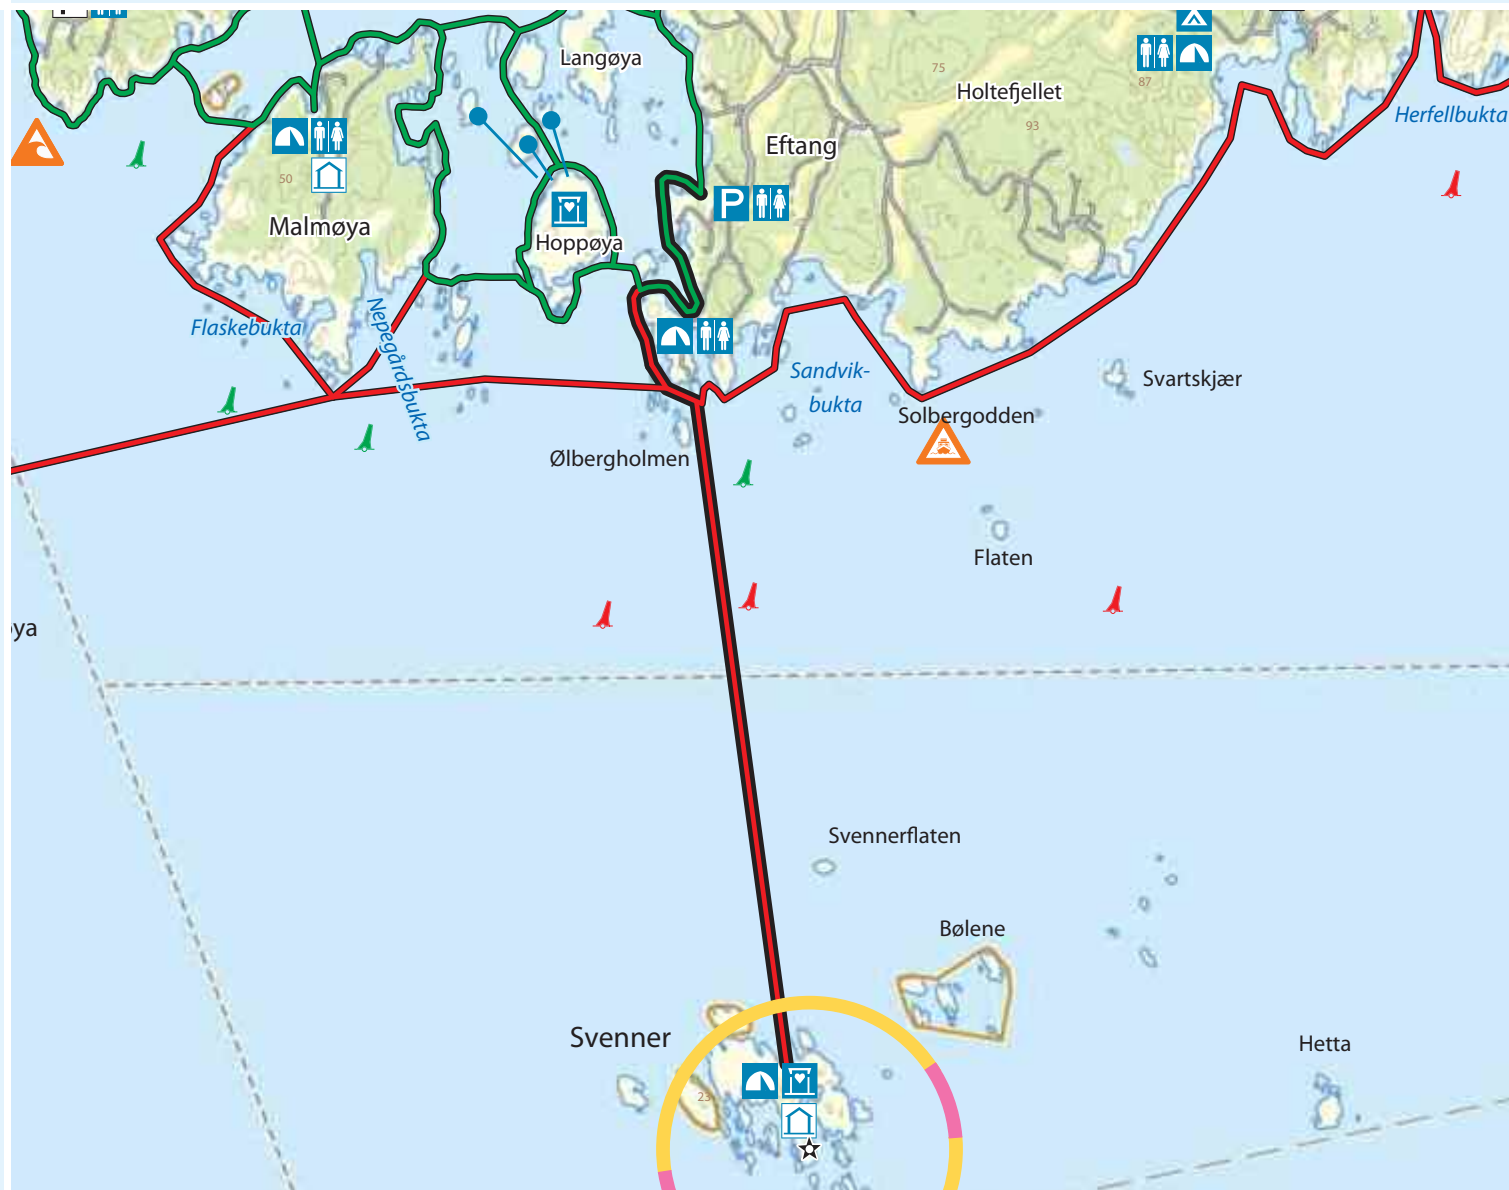 Langøya
75
Holtefjellet
87
Herfellbukta
93
Eftang
50
P
Malmøya
Hoppøya
Flaskebukta
Nepegårdsbukta
Sandvik-
bukta
Svartskjær
Solbergodden
Ølbergholmen
Flaten
ya
Svennerflaten
Bølene
Svenner
Hetta
23